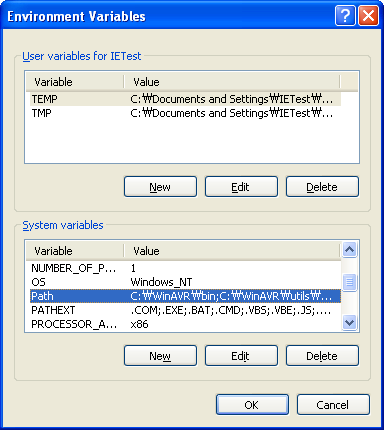 Environment Variables
User variables for IETest
Variable Value
TEMP C:₩Documents and Settings₩IETest₩...
TMP C:₩Documents and Settings₩IETest₩...
New Edit Delete
System variables
Variable Value
NUMBER_OF_P... 1
OS Windows_NT
Path C:₩WinAVR₩bin;C:₩WinAVR₩utils₩...
PATHEXT .COM;.EXE;.BAT;.CMD;.VBS;.VBE;.JS;....
PROCESSOR_A... x86
New Edit Delete
OK Cancel